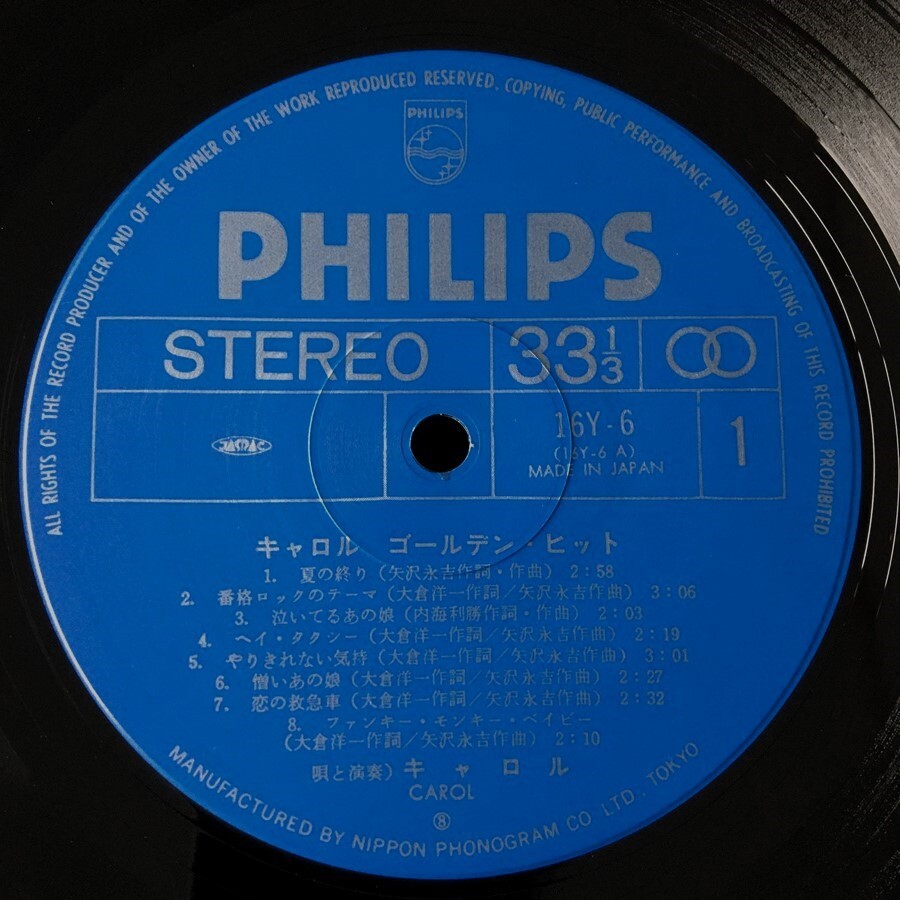 ALL RIGHTS OF THE RECORD PRODUCER AND OF THE OWNER OF THE WORK REPRODUCED RESERVED. COPYING, PUBLIC PERFORMANCE AND BROADCASTING OF THIS RECORD PROHIBITED
PHILIPS
PHILIPS
STEREO 33 1/3
JASRAC
16Y-6
(16Y-6 A)
MADE IN JAPAN
1
キャロル ゴールデン・ヒット
1. 夏の終り（矢沢永吉作詞・作曲） 2:58
2. 番格ロックのテーマ（大倉洋一作詞／矢沢永吉作曲） 3:06
3. 泣いてるあの娘（内海利勝作詞・作曲） 2:03
4. ヘイ・タクシー（大倉洋一作詞／矢沢永吉作曲） 2:19
5. やりきれない気持（大倉洋一作詞／矢沢永吉作曲） 3:01
6. 憎いあの娘（大倉洋一作詞／矢沢永吉作曲） 2:27
7. 恋の救急車（大倉洋一作詞／矢沢永吉作曲） 2:32
8. ファンキー・モンキー・ベイビー
（大倉洋一作詞／矢沢永吉作曲） 2:10
唄と演奏）キャロル
CAROL
⑧
MANUFACTURED BY NIPPON PHONOGRAM CO LTD., TOKYO